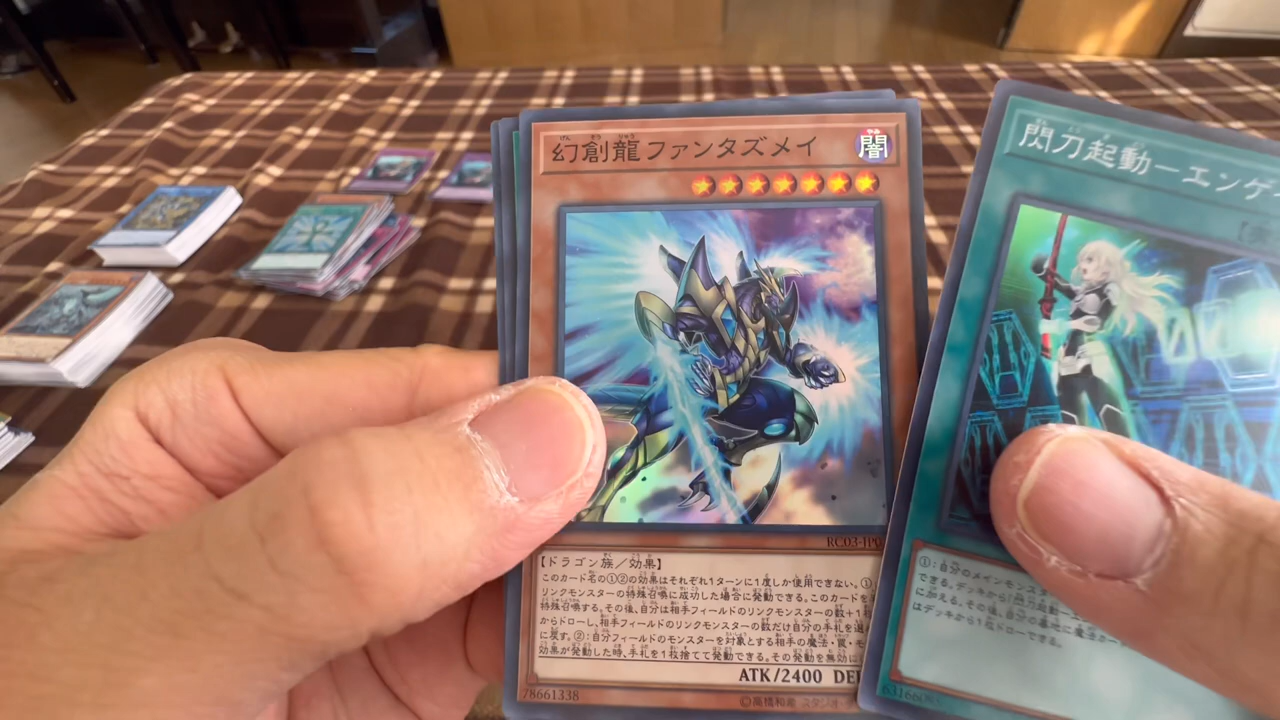 幻創龍ファンタズメイ
闇
RC03-JP0
【ドラゴン族/効果】
このカード名の①②の効果はそれぞれ1ターンに1度しか使用できない。①
リンクモンスターの特殊召喚に成功した場合に発動できる。このカードを
特殊召喚する。その後、自分は相手フィールドのリンクモンスターの数+1
からドローし、相手フィールドのリンクモンスターの数だけ自分の手札を選
に戻す。②:自分フィールドのモンスターを対象とする相手の魔法・罠・モ
効果が発動した時、手札を1枚捨てて発動できる。その発動を無効に
ATK/2400 DEF
78661338
©高橋和希 スタジオ
閃刀起動-エンゲ
①:自分のメインモンスタ
できる。デッキから「閃刀起動-エ
に加える。その後、自分の墓地に魔法カー
はデッキから1枚ドローできる。